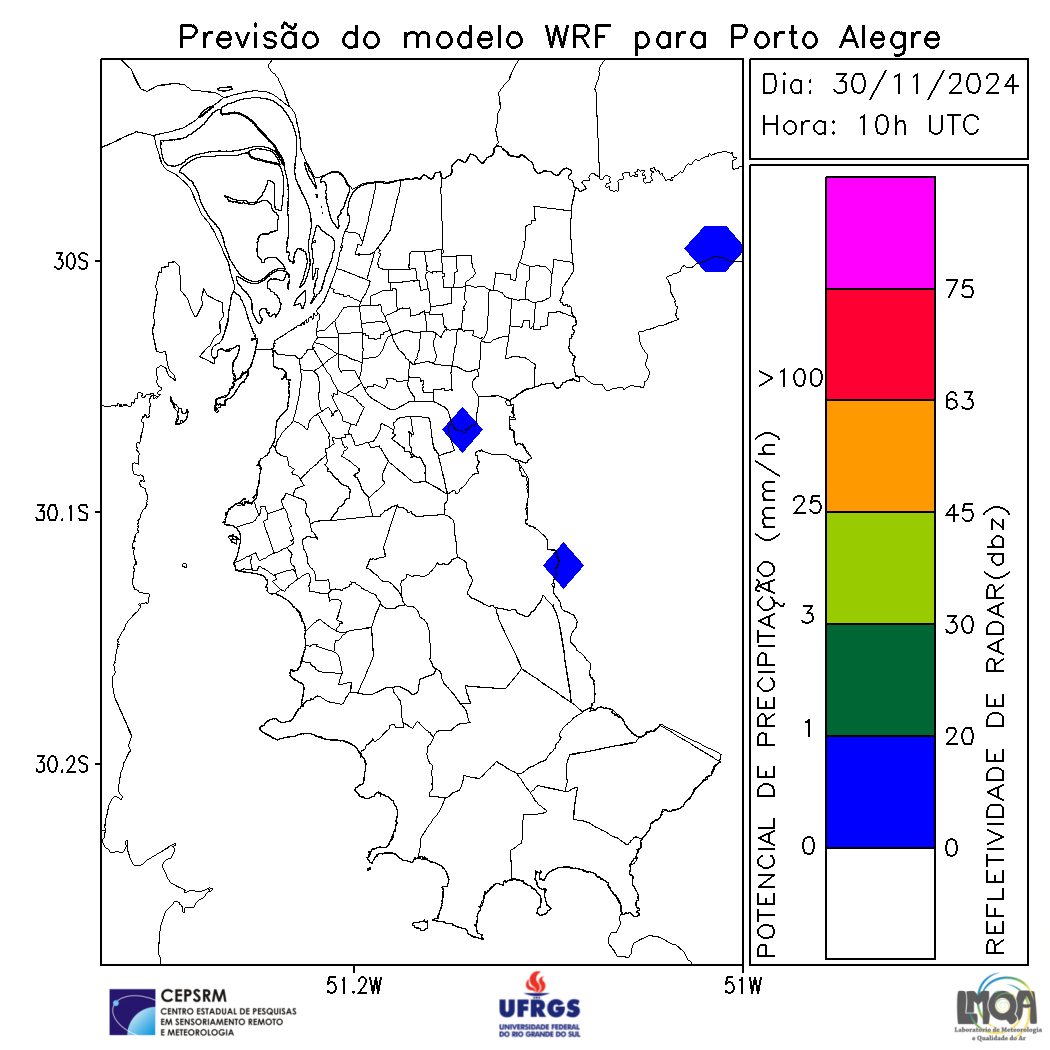 Previsão do modelo WRF para Porto Alegre
Dia: 30/11/2024
Hora: 10h UTC
30S
30.1S
30.2S
51.2W
51W
POTENCIAL DE PRECIPITAÇÃO (mm/h)
>100
25
3
1
0
75
63
45
30
20
0
REFLETIVIDADE DE RADAR(dbz)
CEPSRM
CENTRO ESTADUAL DE PESQUISAS
EM SENSORIAMENTO REMOTO
E METEOROLOGIA
UFRGS
UNIVERSIDADE FEDERAL
DO RIO GRANDE DO SUL
LMQA
Laboratório de Meteorologia
e Qualidade do Ar